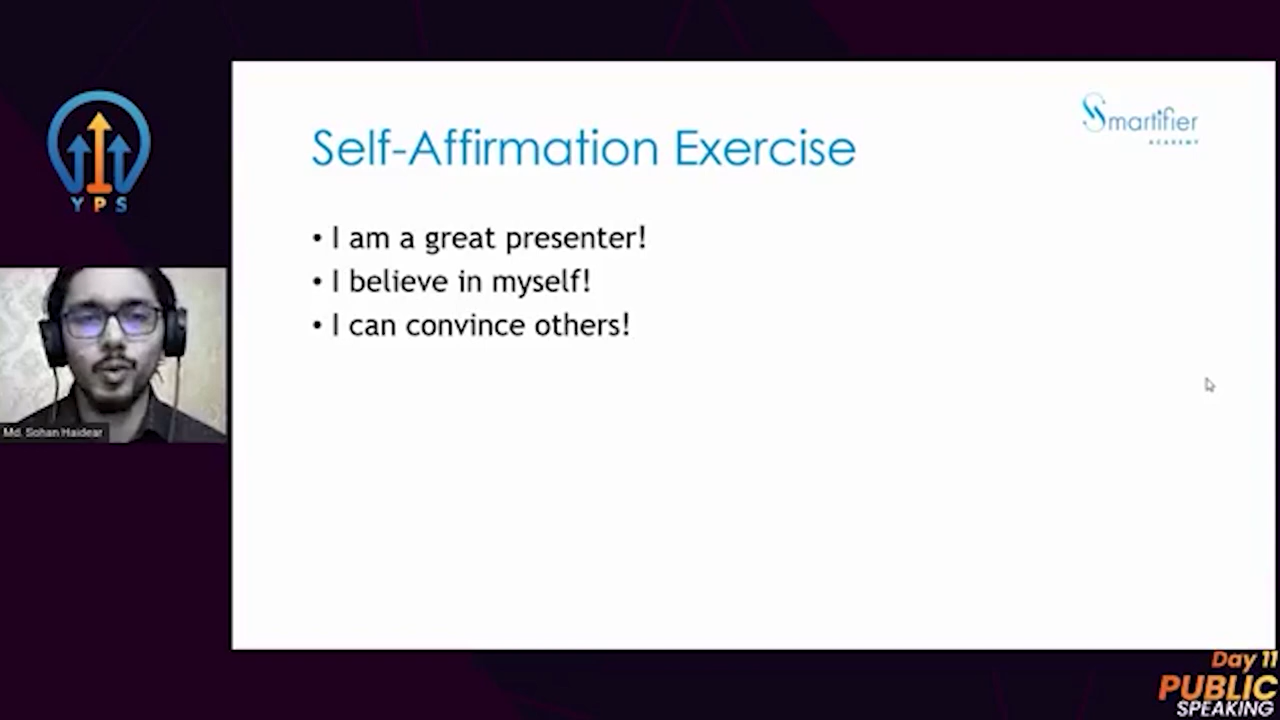 Self-Affirmation Exercise
Smartifier
ACADEMY
• I am a great presenter!
• I believe in myself!
• I can convince others!
YPS
Md. Sohan Haidear
Day 11
PUBLIC
SPEAKING